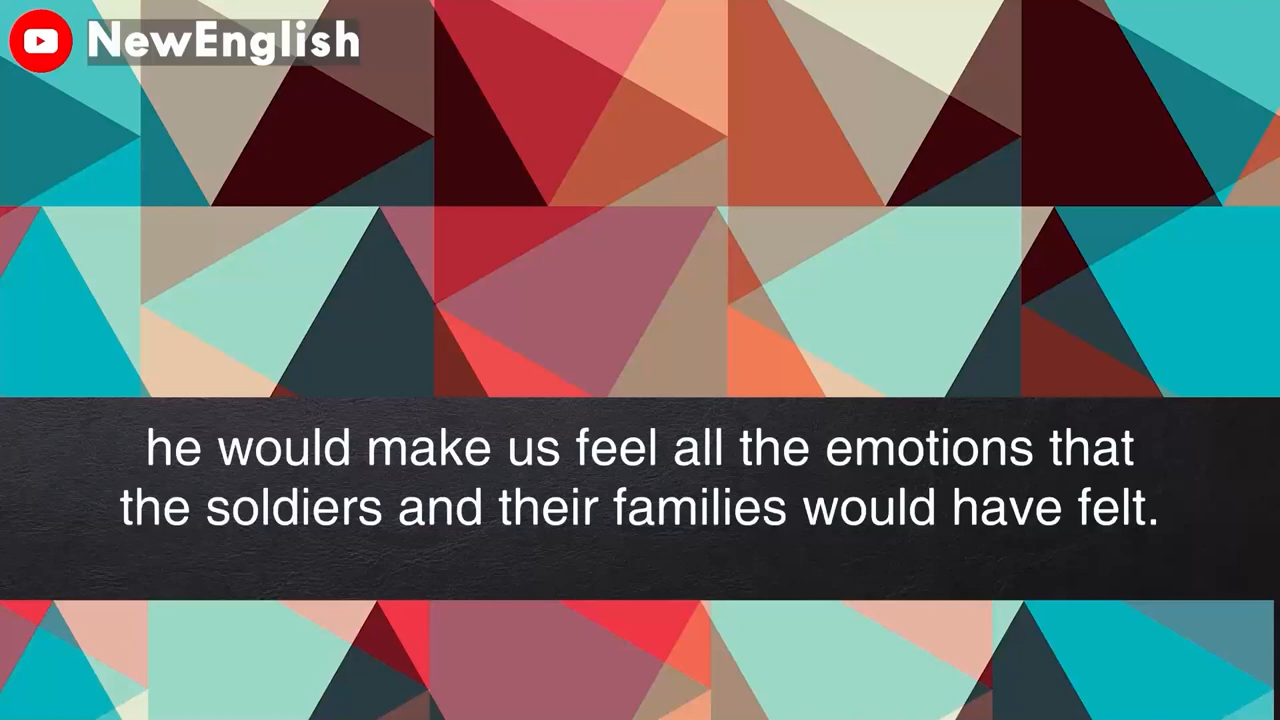 NewEnglish
he would make us feel all the emotions that
the soldiers and their families would have felt.